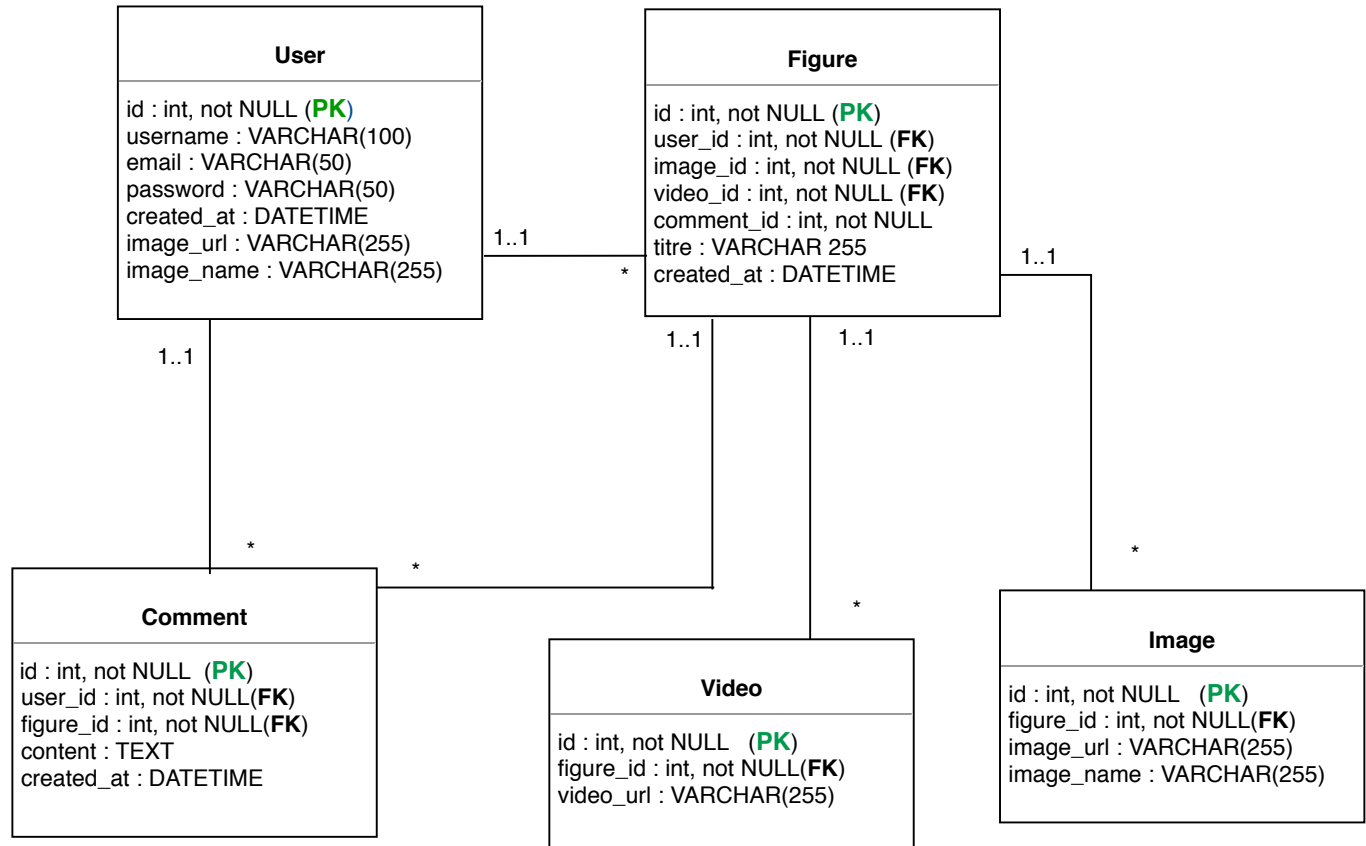 User
id : int, not NULL (PK)
username : VARCHAR(100)
email : VARCHAR(50)
password : VARCHAR(50)
created_at : DATETIME
image_url : VARCHAR(255)
image_name : VARCHAR(255)
Figure
id : int, not NULL (PK)
user_id : int, not NULL (FK)
image_id : int, not NULL (FK)
video_id : int, not NULL (FK)
comment_id : int, not NULL
titre : VARCHAR 255
created_at : DATETIME
1..1
*
1..1
1..1
1..1
1..1
*
*
*
*
Comment
id : int, not NULL (PK)
user_id : int, not NULL(FK)
figure_id : int, not NULL(FK)
content : TEXT
created_at : DATETIME
Video
id : int, not NULL (PK)
figure_id : int, not NULL(FK)
video_url : VARCHAR(255)
Image
id : int, not NULL (PK)
figure_id : int, not NULL(FK)
image_url : VARCHAR(255)
image_name : VARCHAR(255)